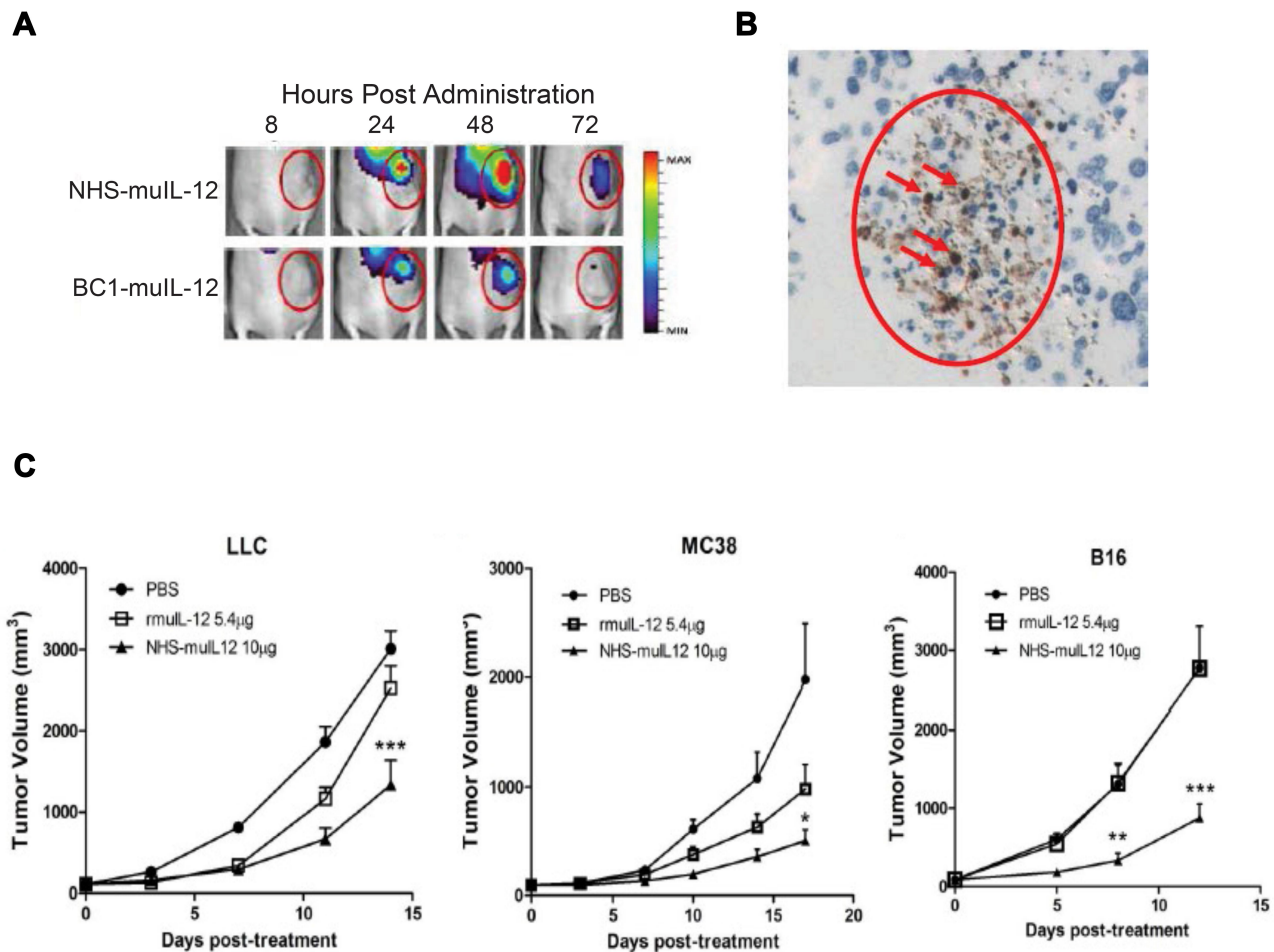 A
Hours Post Administration
8 24 48 72
NHS-muIL-12
BC1-muIL-12
MAX
MIN
B
C
LLC
Tumor Volume (mm³)
4000
3000
2000
1000
0
PBS
rmuIL-12 5.4µg
NHS-muIL12 10µg
***
0 5 10 15
Days post-treatment
MC38
Tumor Volume (mm³)
3000
2000
1000
0
PBS
rmuIL-12 5.4µg
NHS-muIL12 10µg
*
0 5 10 15 20
Days post-treatment
B16
Tumor Volume (mm³)
4000
3000
2000
1000
0
PBS
rmuIL-12 5.4µg
NHS-muIL12 10µg
**
***
0 5 10 15
Days post-treatment